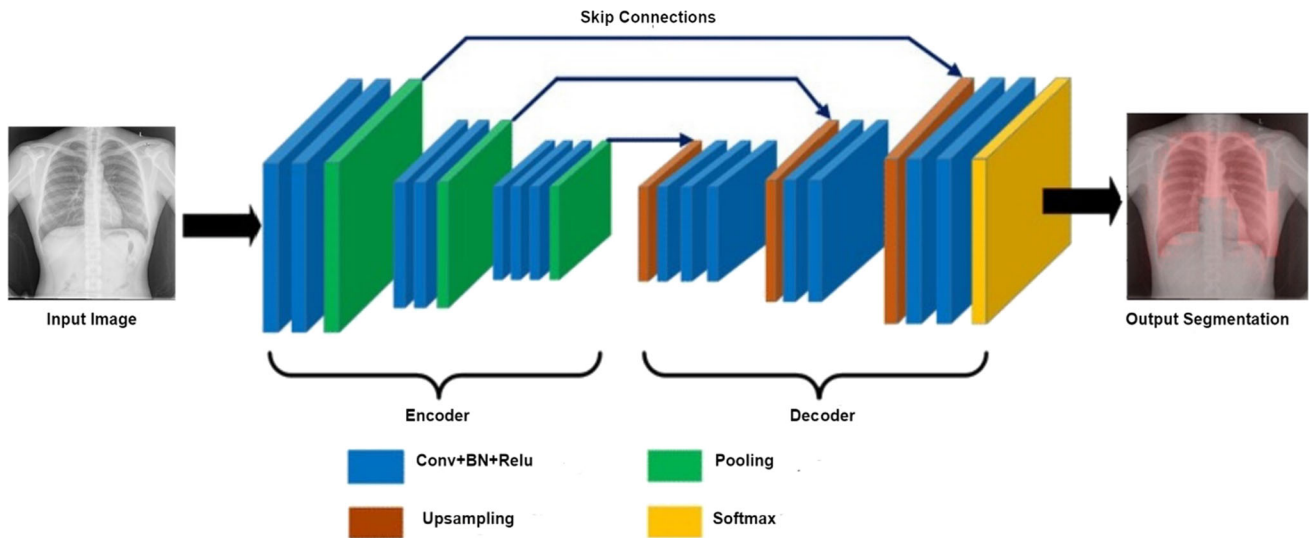 Skip Connections
Input Image
Output Segmentation
Encoder
Decoder
Conv+BN+Relu
Pooling
Upsampling
Softmax